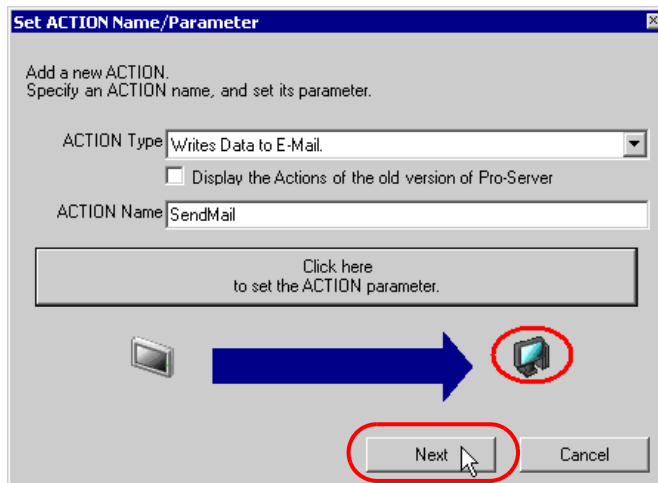 Set ACTION Name/Parameter
Add a new ACTION.
Specify an ACTION name, and set its parameter.
ACTION Type Writes Data to E-Mail.
Display the Actions of the old version of Pro-Server
ACTION Name SendMail
Click here
to set the ACTION parameter.
Next Cancel